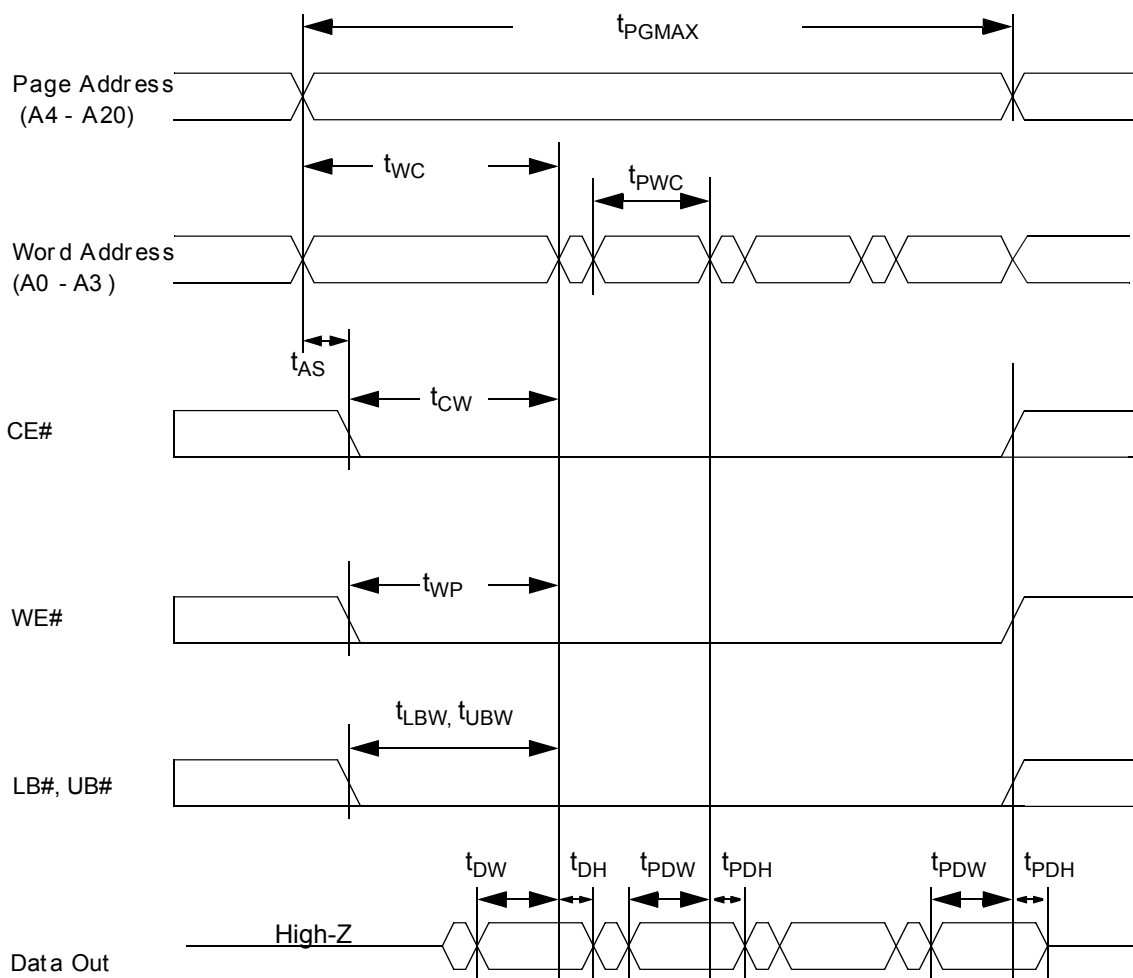 tPGMAX
Page Address
(A4 - A20)
tWC
tPWC
Word Address
(A0 - A3 )
tAS
tCW
CE#
tWP
WE#
tLBW, tUBW
LB#, UB#
tDW tDH tPDW tPDH tPDW tPDH
High-Z
Data Out